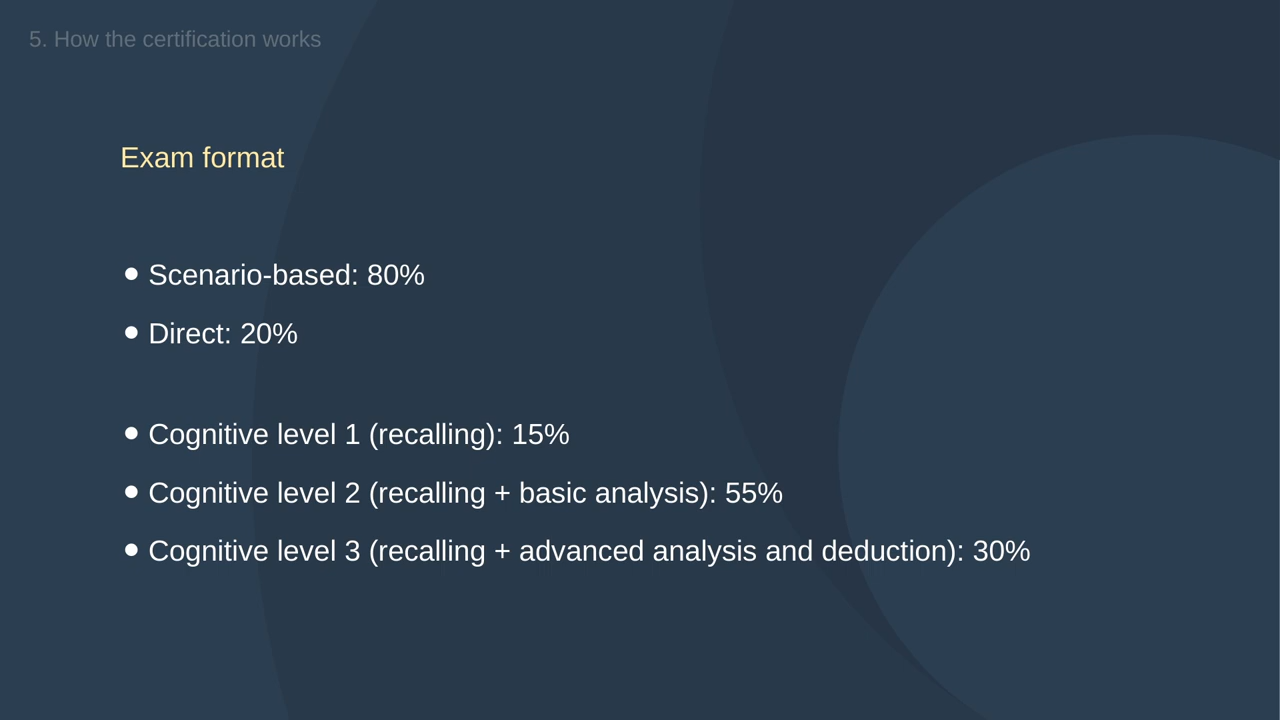 5. How the certification works
Exam format
● Scenario-based: 80%
● Direct: 20%
● Cognitive level 1 (recalling): 15%
● Cognitive level 2 (recalling + basic analysis): 55%
● Cognitive level 3 (recalling + advanced analysis and deduction): 30%